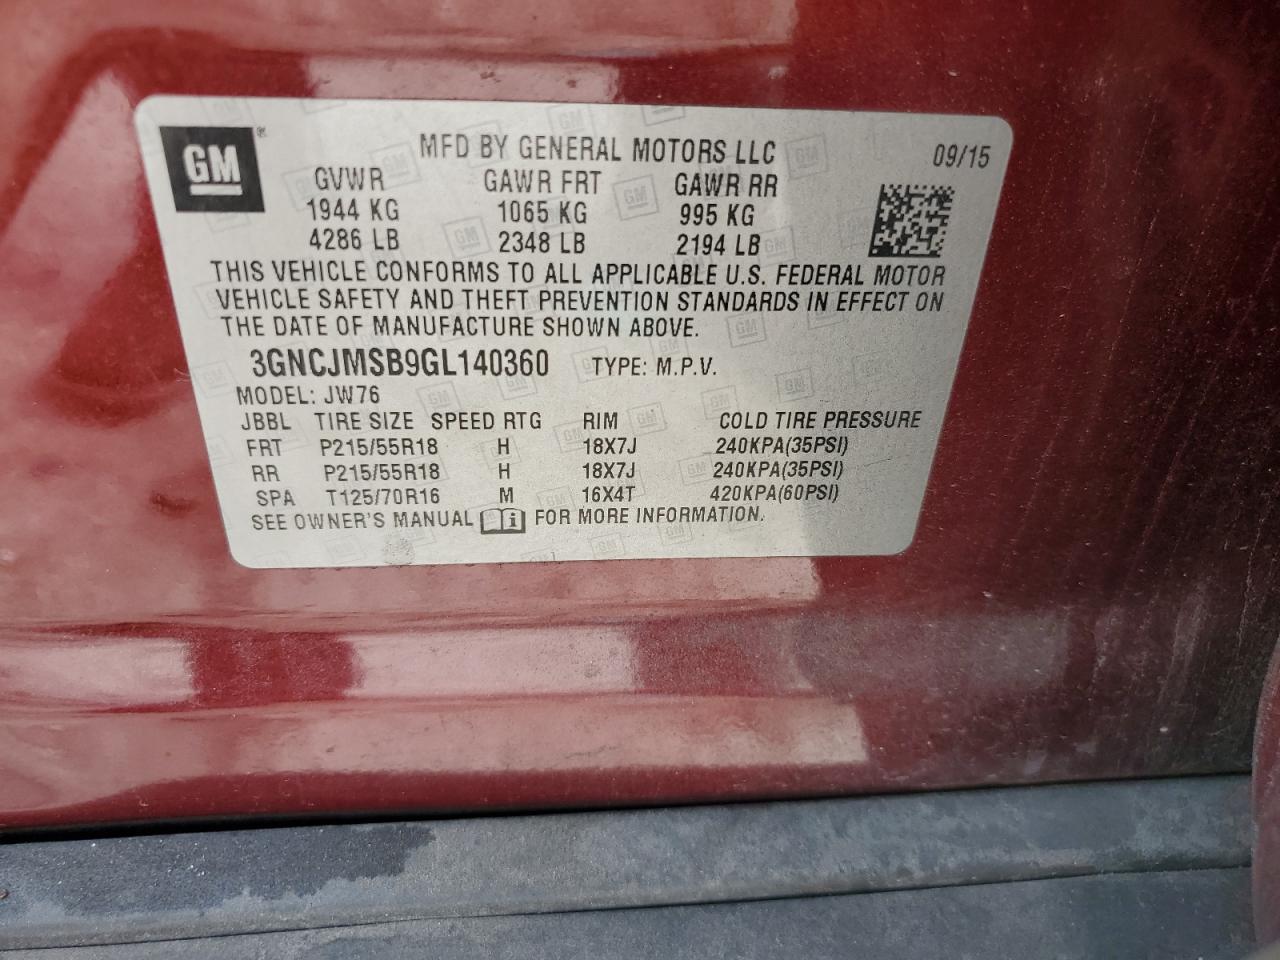 GM ®
MFD BY GENERAL MOTORS LLC 09/15
GVWR GAWR FRT GAWR RR
1944 KG 1065 KG 995 KG
4286 LB 2348 LB 2194 LB
THIS VEHICLE CONFORMS TO ALL APPLICABLE U.S. FEDERAL MOTOR
VEHICLE SAFETY AND THEFT PREVENTION STANDARDS IN EFFECT ON
THE DATE OF MANUFACTURE SHOWN ABOVE.
3GNCJMSB9GL140360 TYPE: M.P.V.
MODEL: JW76
JBBL TIRE SIZE SPEED RTG RIM COLD TIRE PRESSURE
FRT P215/55R18 H 18X7J 240KPA(35PSI)
RR P215/55R18 H 18X7J 240KPA(35PSI)
SPA T125/70R16 M 16X4T 420KPA(60PSI)
SEE OWNER'S MANUAL i FOR MORE INFORMATION.